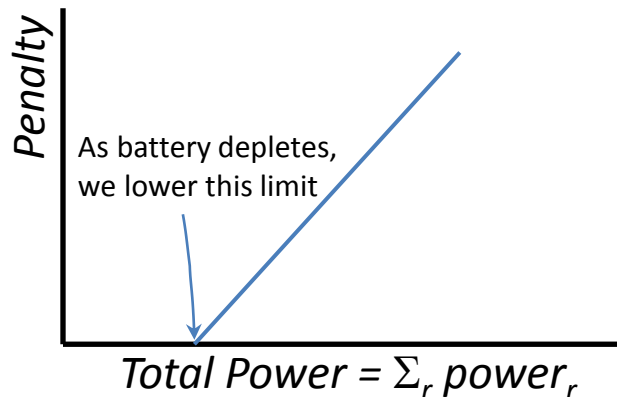 Penalty
As battery depletes,
we lower this limit
Total Power = Σr powerr